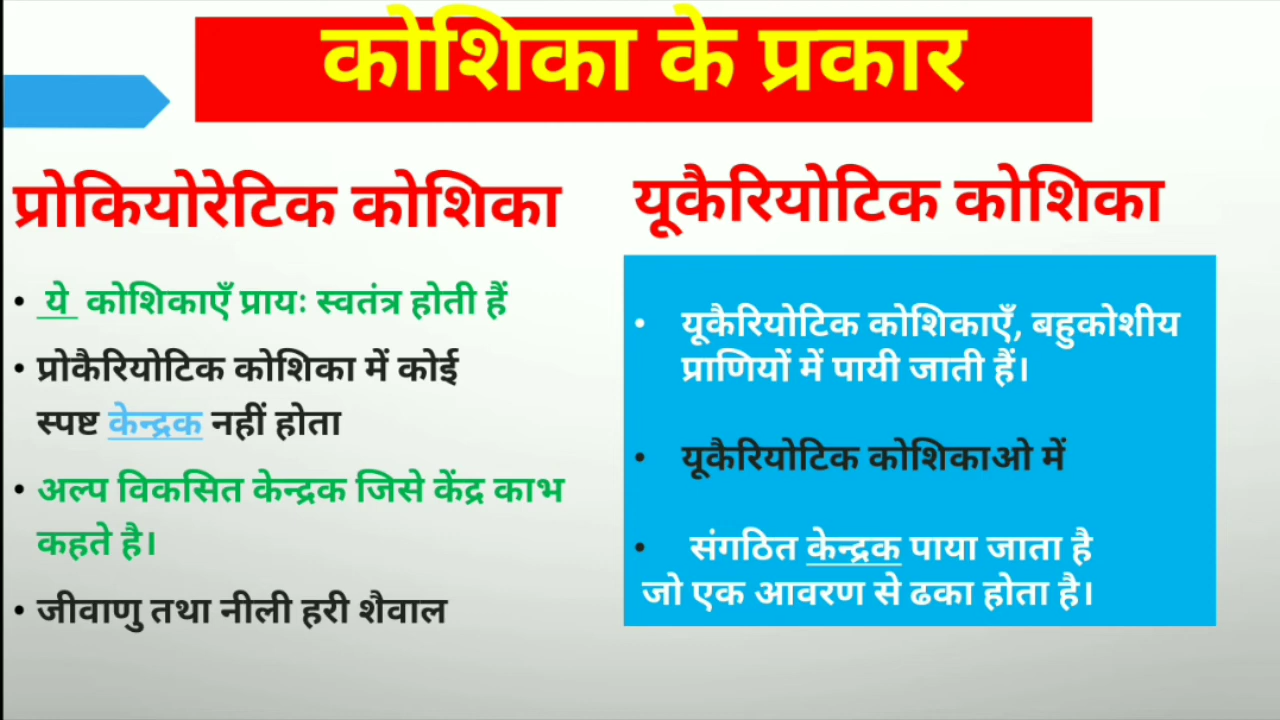 कोशिका के प्रकार
प्रोकियोरेटिक कोशिका
• ये कोशिकाएँ प्रायः स्वतंत्र होती हैं
• प्रोकैरियोटिक कोशिका में कोई
स्पष्ट केन्द्रक नहीं होता
• अल्प विकसित केन्द्रक जिसे केंद्र काभ
कहते है।
• जीवाणु तथा नीली हरी शैवाल
यूकैरियोटिक कोशिका
• यूकैरियोटिक कोशिकाएँ, बहुकोशीय
प्राणियों में पायी जाती हैं।
• यूकैरियोटिक कोशिकाओ में
• संगठित केन्द्रक पाया जाता है
जो एक आवरण से ढका होता है।